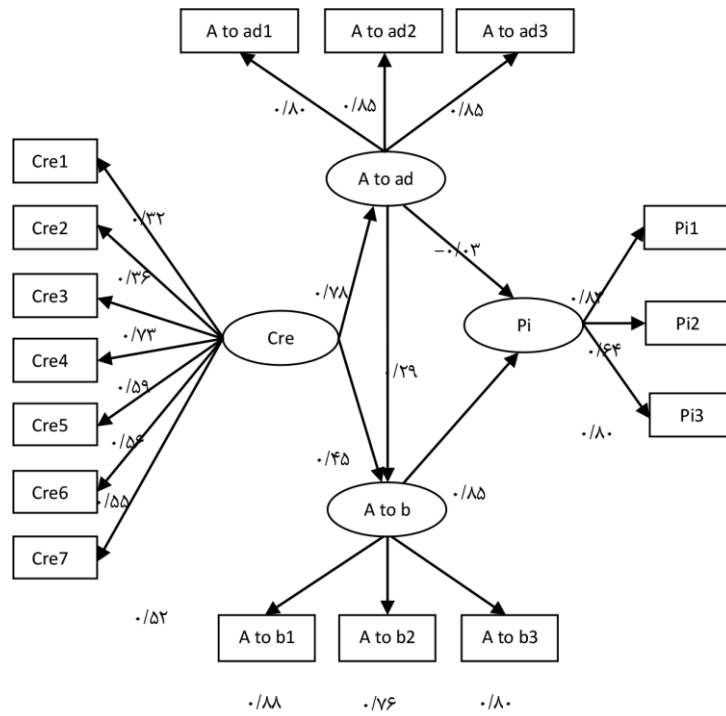 A to ad1 A to ad2 A to ad3
۰/۸۰ ۰/۸۵ ۰/۸۵
Cre1
A to ad
۰/۳۲
Cre2
Pi1
−۰/۰۳
۰/۳۶
Cre3
۰/۷۸
۰/۸۲
۰/۷۳
Cre
Pi
Pi2
Cre4
۰/۶۴
۰/۵۹
۰/۲۹
Pi3
Cre5
۰/۵۶
۰/۴۵
۰/۸۰
Cre6
۰/۵۵
۰/۸۵
A to b
Cre7
۰/۵۲
A to b1 A to b2 A to b3
۰/۸۸ ۰/۷۶ ۰/۸۰